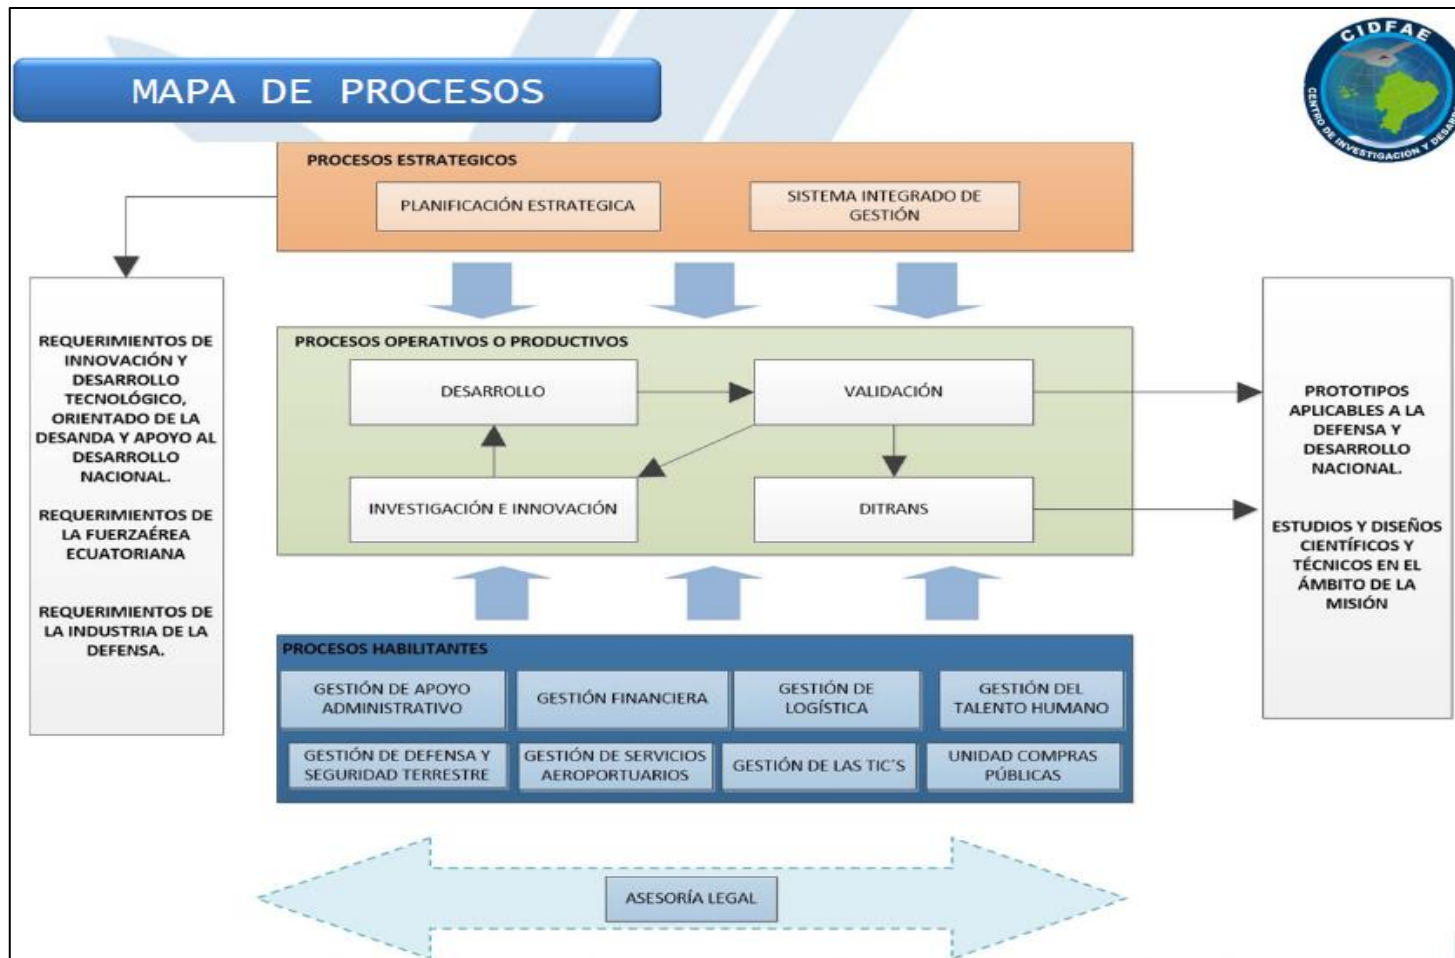 MAPA DE PROCESOS
CIDFAE
CENTRO DE INVESTIGACIÓN Y
PROCESOS ESTRATEGICOS
PLANIFICACIÓN ESTRATEGICA
SISTEMA INTEGRADO DE
GESTIÓN
REQUERIMIENTOS DE
INNOVACIÓN Y
DESARROLLO
TECNOLÓGICO,
ORIENTADO DE LA
DESANDA Y APOYO AL
DESARROLLO
NACIONAL.
REQUERIMIENTOS DE
LA FUERZAÉREA
ECUATORIANA
REQUERIMIENTOS DE
LA INDUSTRIA DE LA
DEFENSA.
PROCESOS OPERATIVOS O PRODUCTIVOS
DESARROLLO
VALIDACIÓN
INVESTIGACIÓN E INNOVACIÓN
DITRANS
PROTOTIPOS
APLICABLES A LA
DEFENSA Y
DESARROLLO
NACIONAL.
ESTUDIOS Y DISEÑOS
CIENTÍFICOS Y
TÉCNICOS EN EL
ÁMBITO DE LA
MISIÓN
PROCESOS HABILITANTES
GESTIÓN DE APOYO
ADMINISTRATIVO
GESTIÓN FINANCIERA
GESTIÓN DE
LOGÍSTICA
GESTIÓN DEL
TALENTO HUMANO
GESTIÓN DE DEFENSA Y
SEGURIDAD TERRESTRE
GESTIÓN DE SERVICIOS
AEROPORTUARIOS
GESTIÓN DE LAS TIC´S
UNIDAD COMPRAS
PÚBLICAS
ASESORÍA LEGAL